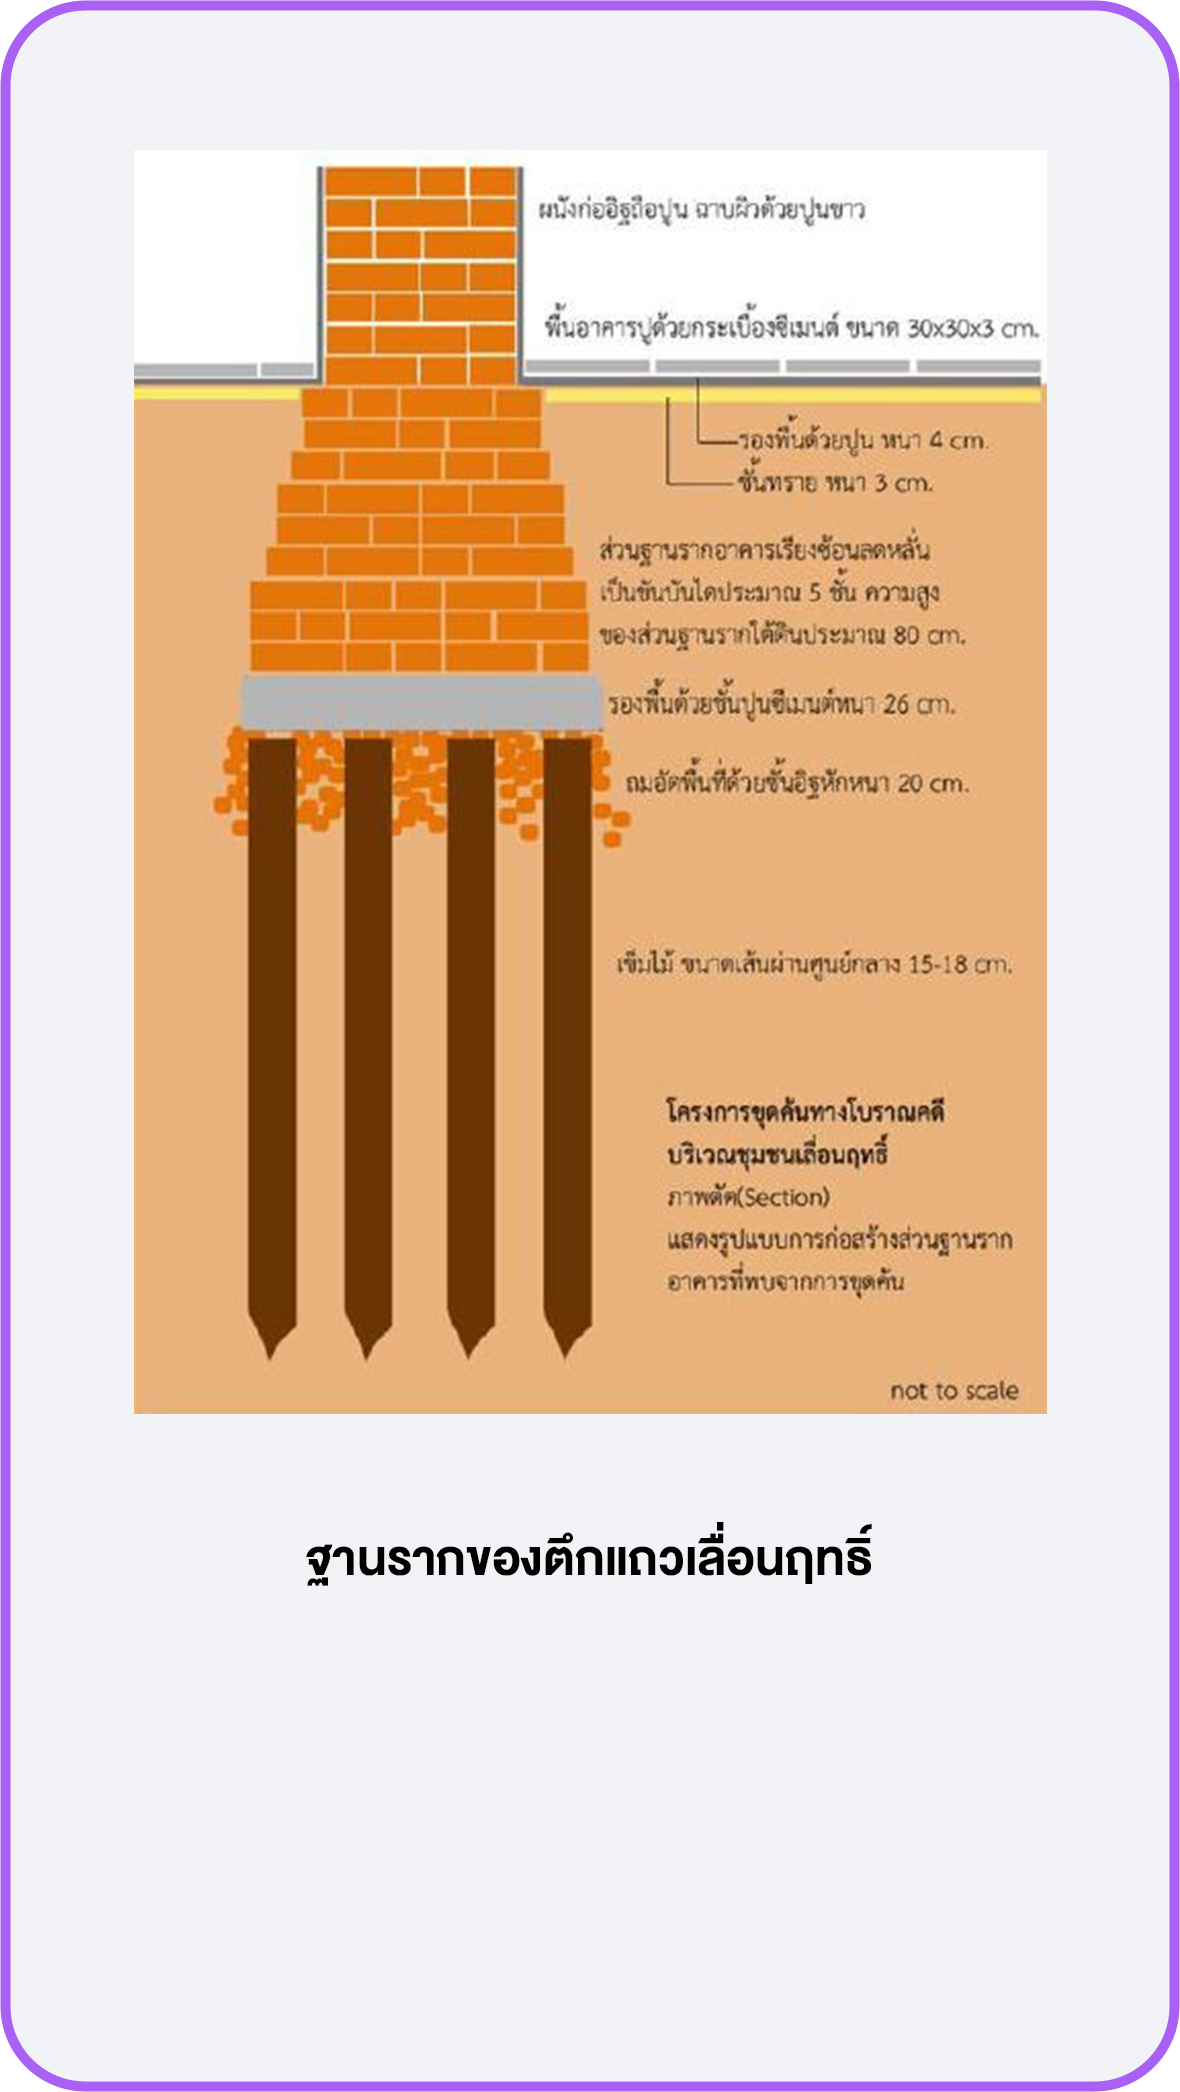 ผนังก่ออิฐถือปูน ฉาบผิวด้วยปูนขาว
พื้นอาคารปูด้วยกระเบื้องซีเมนต์ ขนาด 30x30x3 cm.
รองพื้นด้วยปูน หนา 4 cm.
ชั้นทราย หนา 3 cm.
ส่วนฐานรากอาคารเรียงซ้อนลดหลั่น
เป็นขันบันไดประมาณ 5 ชั้น ความสูง
ของส่วนฐานรากใต้ดินประมาณ 80 cm.
รองพื้นด้วยชั้นปูนซีเมนต์หนา 26 cm.
ถมอัดพื้นที่ด้วยชั้นอิฐหักหนา 20 cm.
เข็มไม้ ขนาดเส้นผ่านศูนย์กลาง 15-18 cm.
โครงการขุดค้นทางโบราณคดี
บริเวณชุมชนเลื่อนฤทธิ์
ภาพตัด(Section)
แสดงรูปแบบการก่อสร้างส่วนฐานราก
อาคารที่พบจากการขุดค้น
not to scale
ฐานรากของตึกแถวเลื่อนฤทธิ์